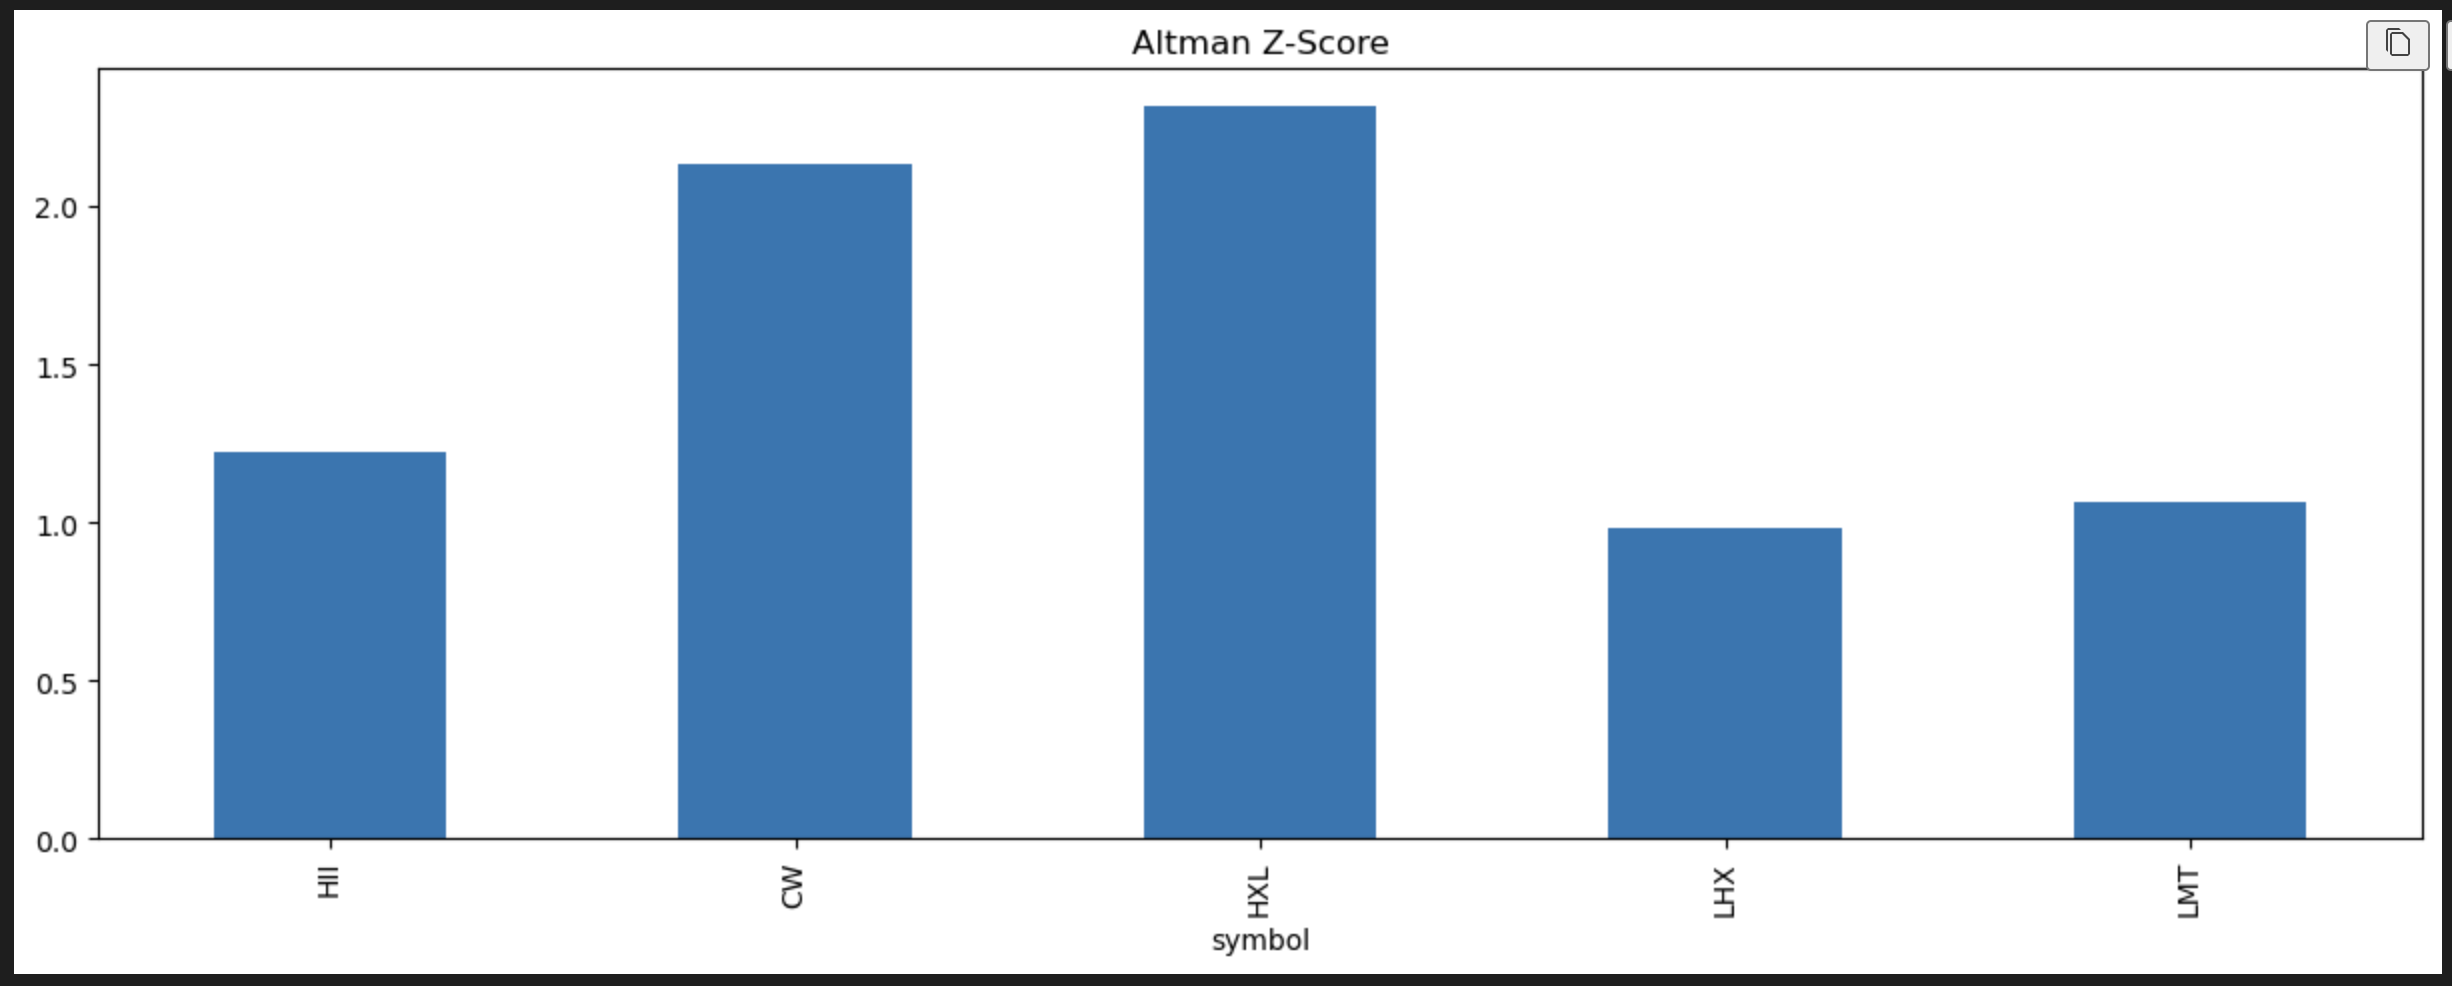 Altman Z-Score
2.0
1.5
1.0
0.5
0.0
HII
CW
HXL
LHX
LMT
symbol